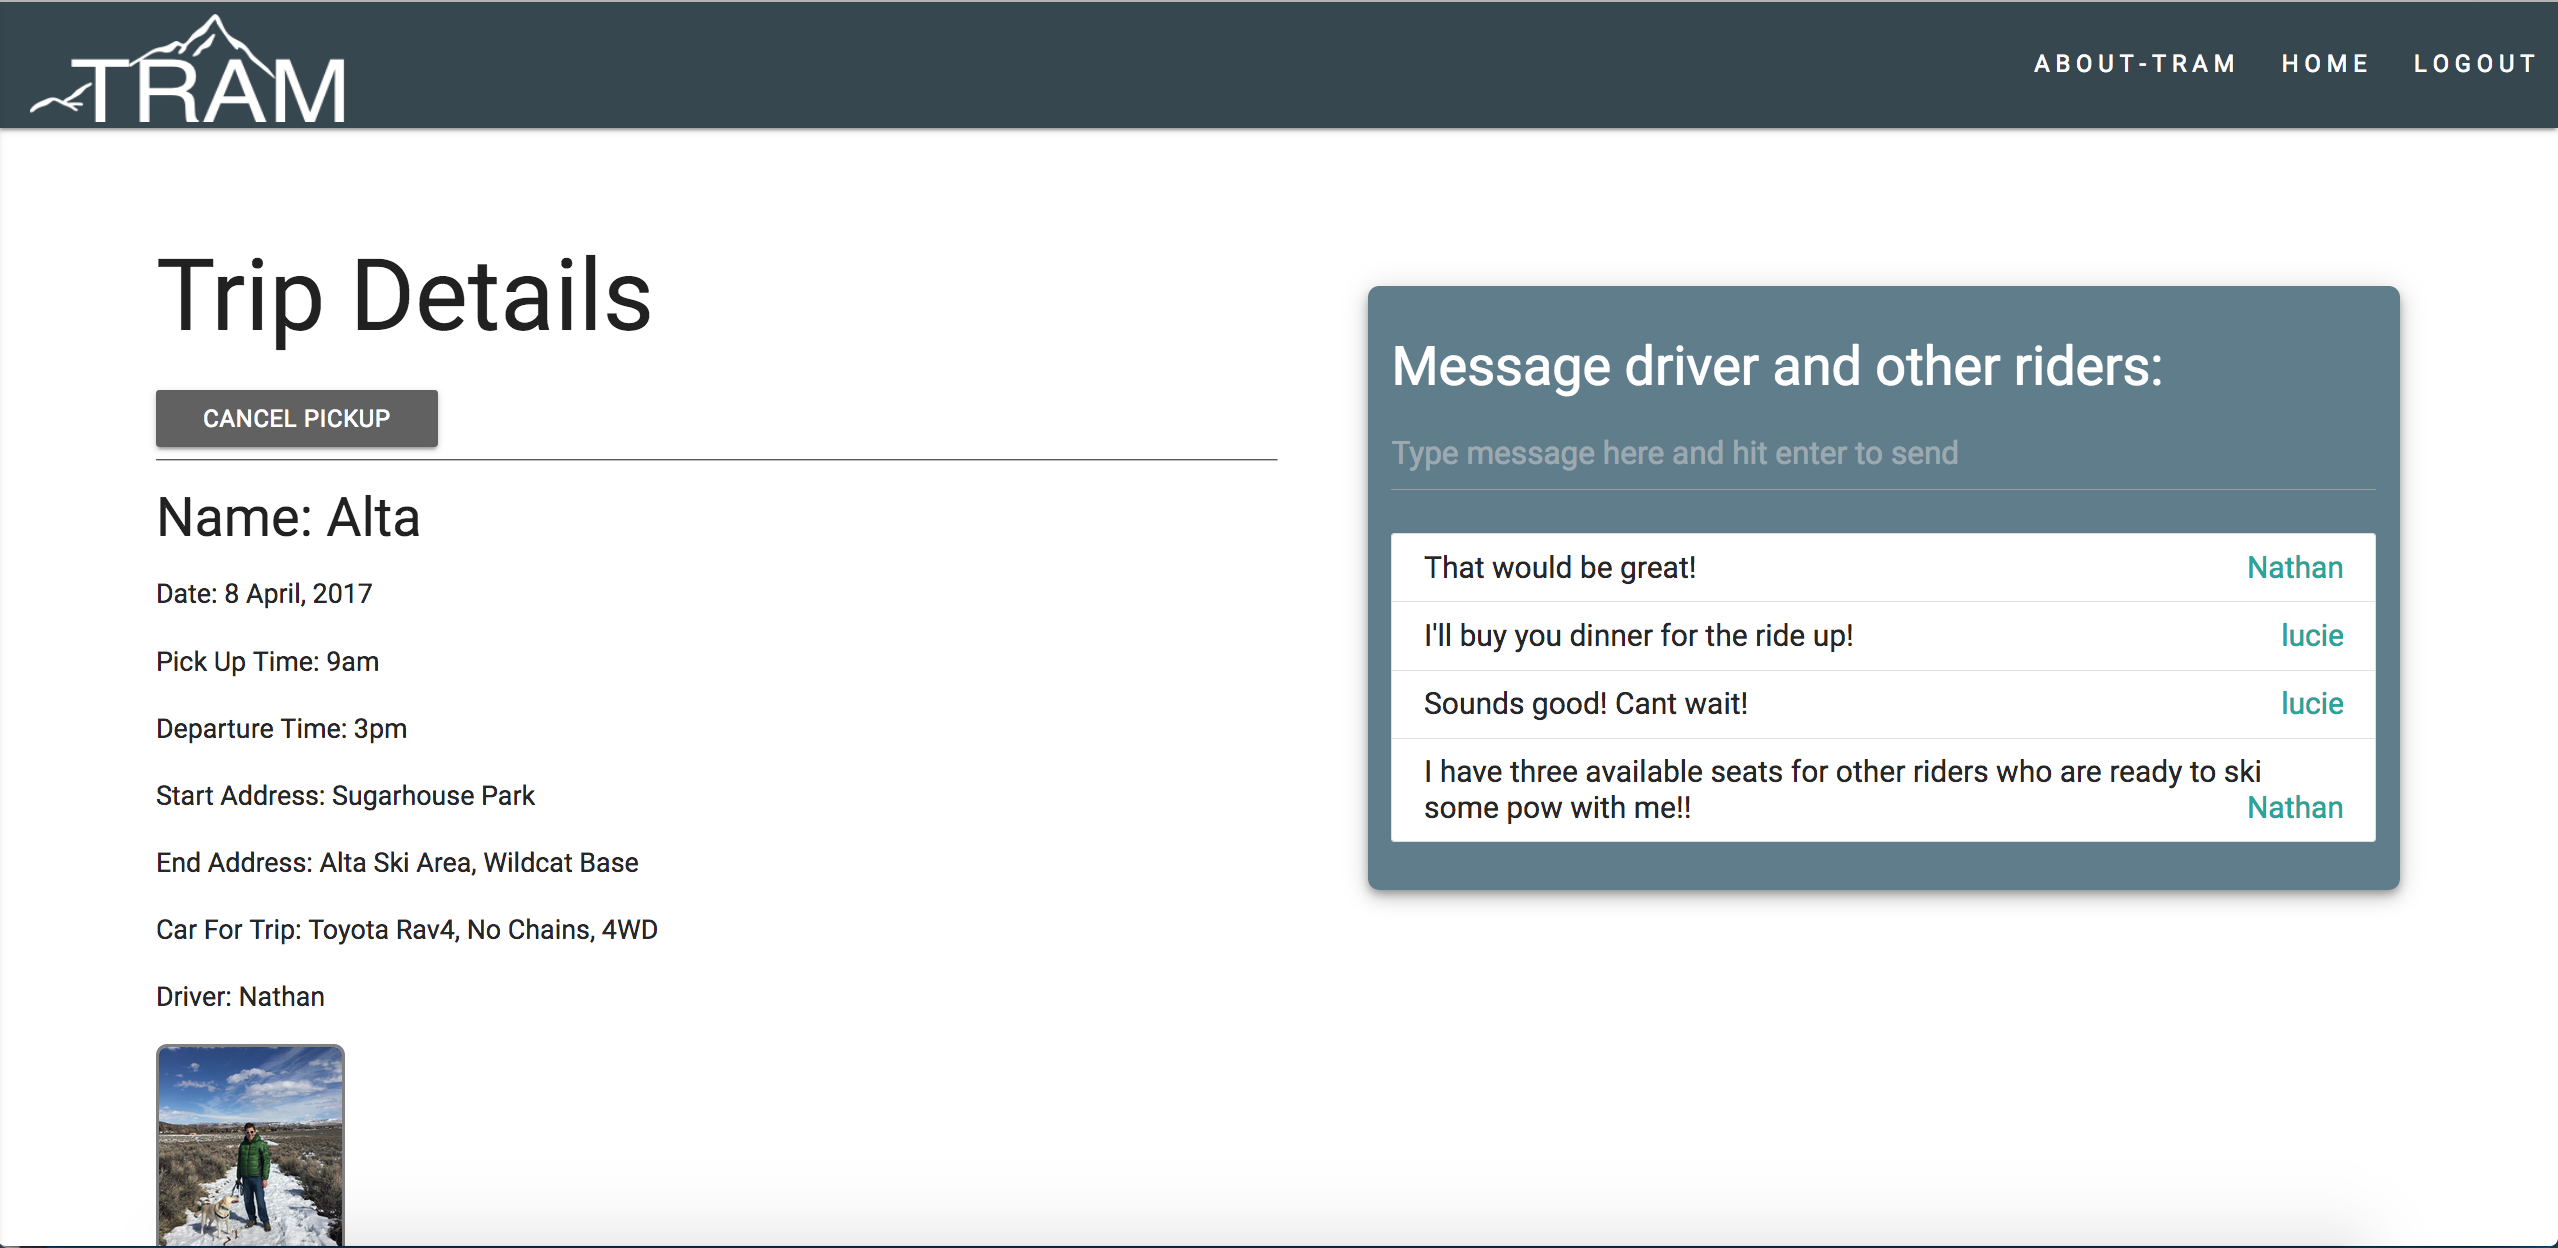 TRAM
ABOUT-TRAM HOME LOGOUT
Trip Details
CANCEL PICKUP
Name: Alta
Date: 8 April, 2017
Pick Up Time: 9am
Departure Time: 3pm
Start Address: Sugarhouse Park
End Address: Alta Ski Area, Wildcat Base
Car For Trip: Toyota Rav4, No Chains, 4WD
Driver: Nathan
Message driver and other riders:
Type message here and hit enter to send
That would be great! Nathan
I'll buy you dinner for the ride up! lucie
Sounds good! Cant wait! lucie
I have three available seats for other riders who are ready to ski
some pow with me!! Nathan